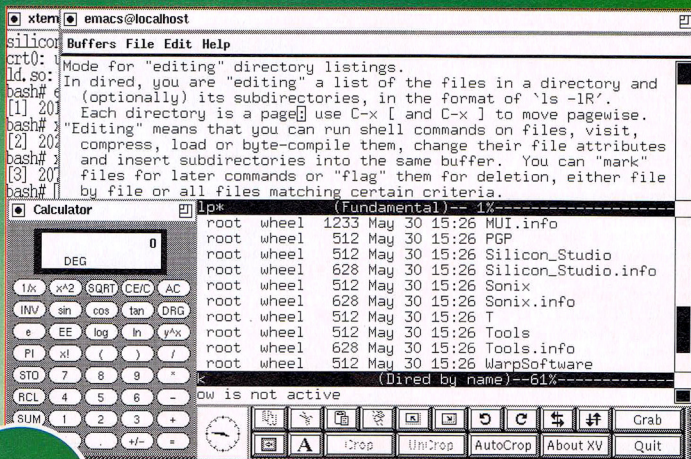 xterm
emacs@localhost
silicon
crt0:
ld.so:
bash#
[1]
bash#
[2]
bash#
[3]
bash#
Buffers File Edit Help
Mode for "editing" directory listings.
In dired, you are "editing" a list of the files in a directory and
(optionally) its subdirectories, in the format of `ls -lR'.
Each directory is a page: use C-x [ and C-x ] to move pagewise.
"Editing" means that you can run shell commands on files, visit,
compress, load or byte-compile them, change their file attributes
and insert subdirectories into the same buffer. You can "mark"
files for later commands or "flag" them for deletion, either file
by file or all files matching certain criteria.
lp* (Fundamental)-- 1%
root wheel 1233 May 30 15:26 MUI.info
root wheel 512 May 30 15:26 PGP
root wheel 512 May 30 15:26 Silicon_Studio
root wheel 628 May 30 15:26 Silicon_Studio.info
root wheel 512 May 30 15:26 Sonix
root wheel 628 May 30 15:26 Sonix.info
root wheel 512 May 30 15:26 T
root wheel 512 May 30 15:26 Tools
root wheel 628 May 30 15:26 Tools.info
root wheel 512 May 30 15:26 WarpSoftware
(Dired by name)--61%
ow is not active
Calculator
0
DEG
1/x x^2 SQRT CE/C AC
INV sin cos tan DRG
e EE log ln y^x
PI x! ( ) /
STO 7 8 9 *
RCL 4 5 6 -
SUM 1 2 3 +
. +/- =
Grab
A Crop UnCrop AutoCrop About XV Quit